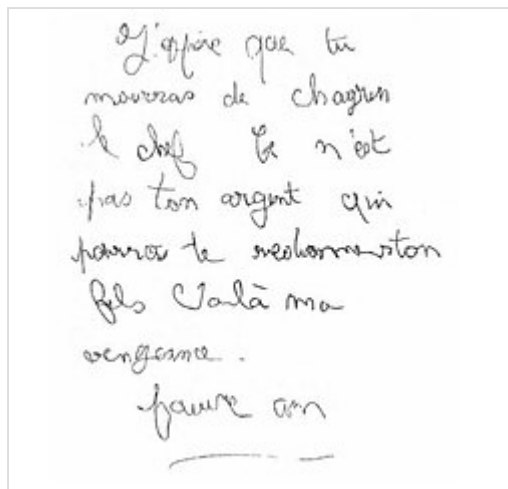 J'espère que tu
mourras de chagrin
le chef Ce n'est
pas ton argent qui
pourra te redonner ton
fils Voilà ma
vengeance.
pauvre con